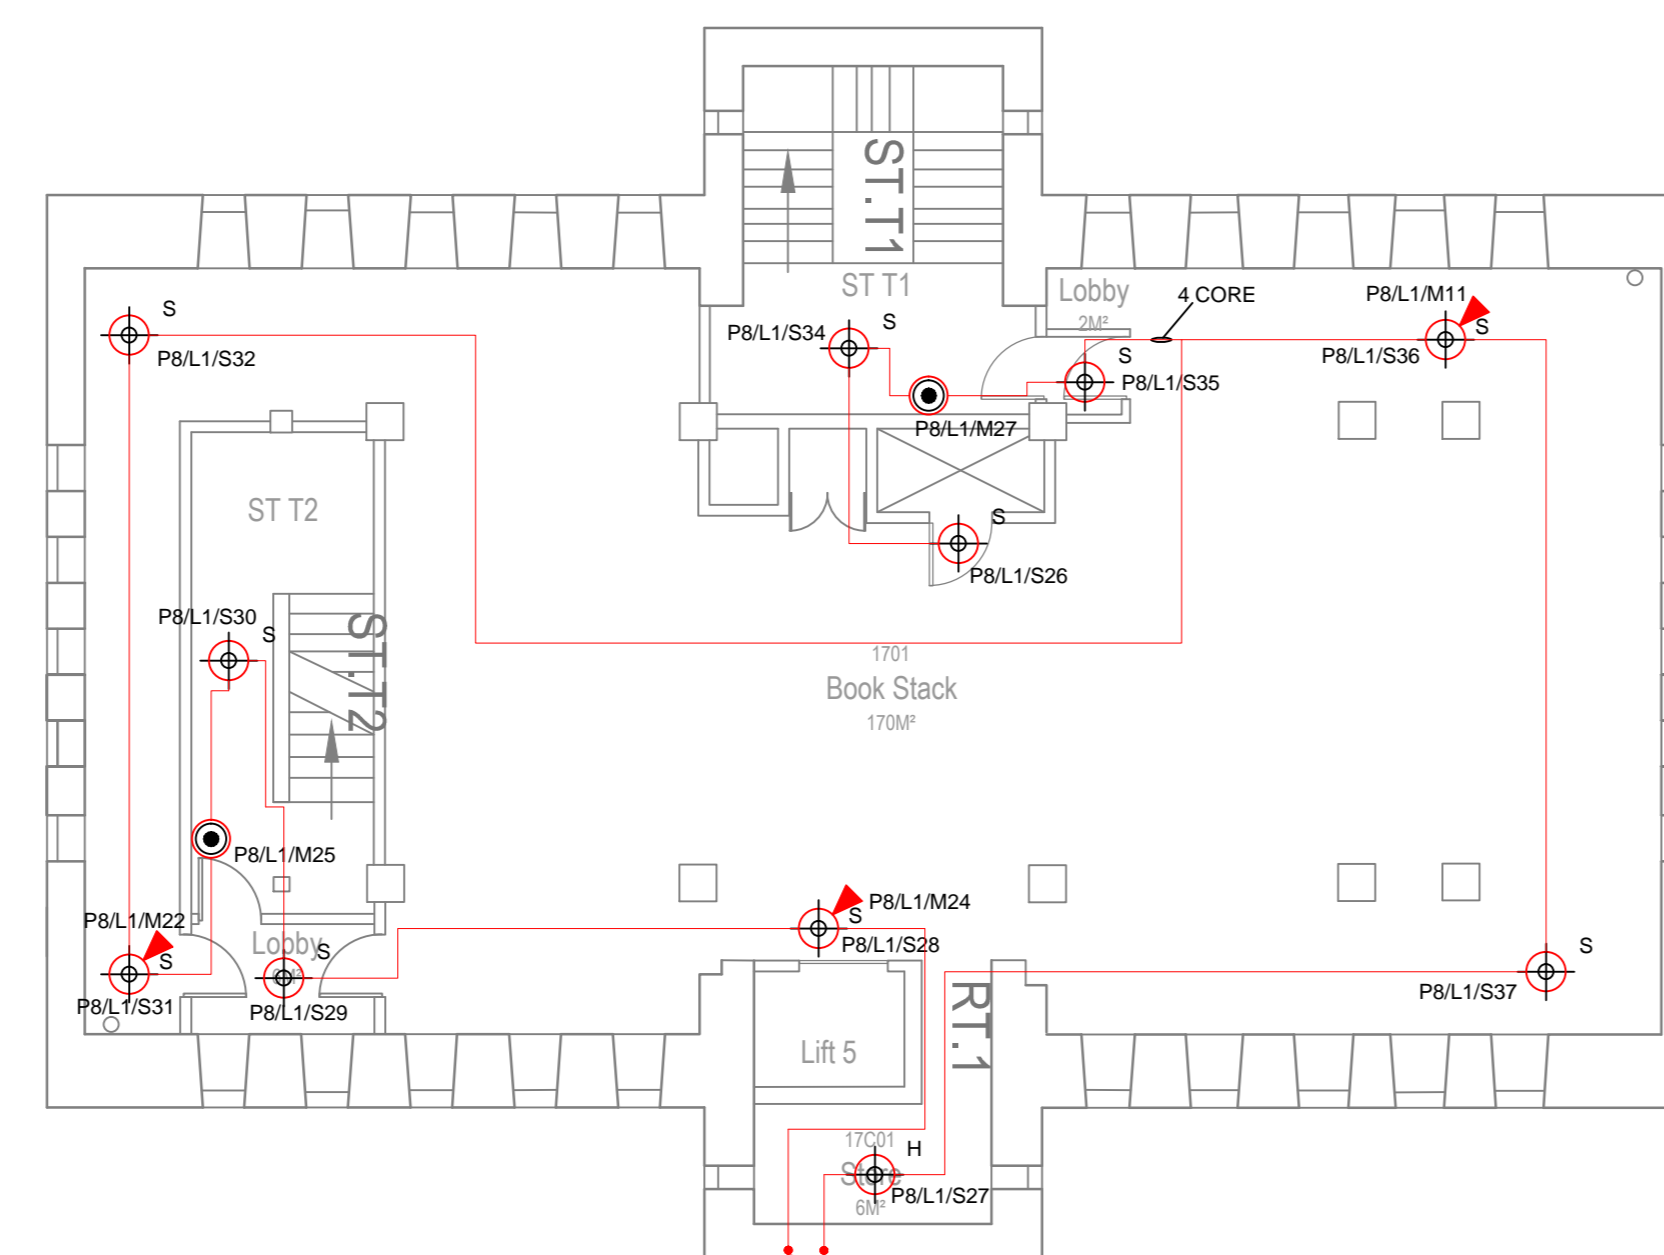 ST.T1
ST T1
Lobby
2M²
4 CORE
P8/L1/M11
S
P8/L1/S36
S
P8/L1/S32
P8/L1/S34
S
S
P8/L1/S35
P8/L1/M27
S
P8/L1/S26
ST T2
P8/L1/S30
S
ST.T2
1701
Book Stack
170M²
P8/L1/M25
P8/L1/M22
S
P8/L1/S31
Lobby
S
P8/L1/S29
P8/L1/M24
S
P8/L1/S28
S
P8/L1/S37
RT.1
Lift 5
17C01
H
Store
P8/L1/S27
6M²